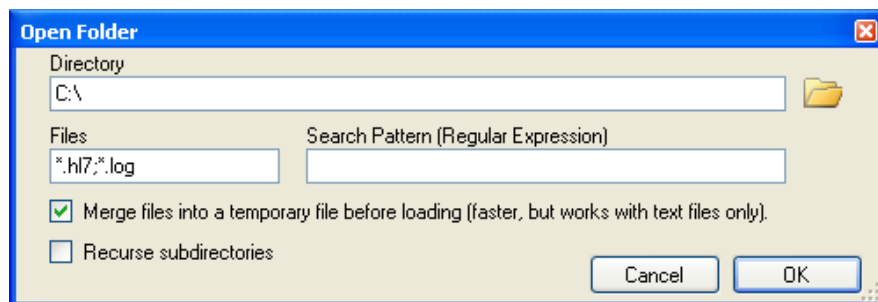 Open Folder
Directory
C:\
Files Search Pattern (Regular Expression)
*.hl7;*.log
Merge files into a temporary file before loading (faster, but works with text files only).
Recurse subdirectories
Cancel OK